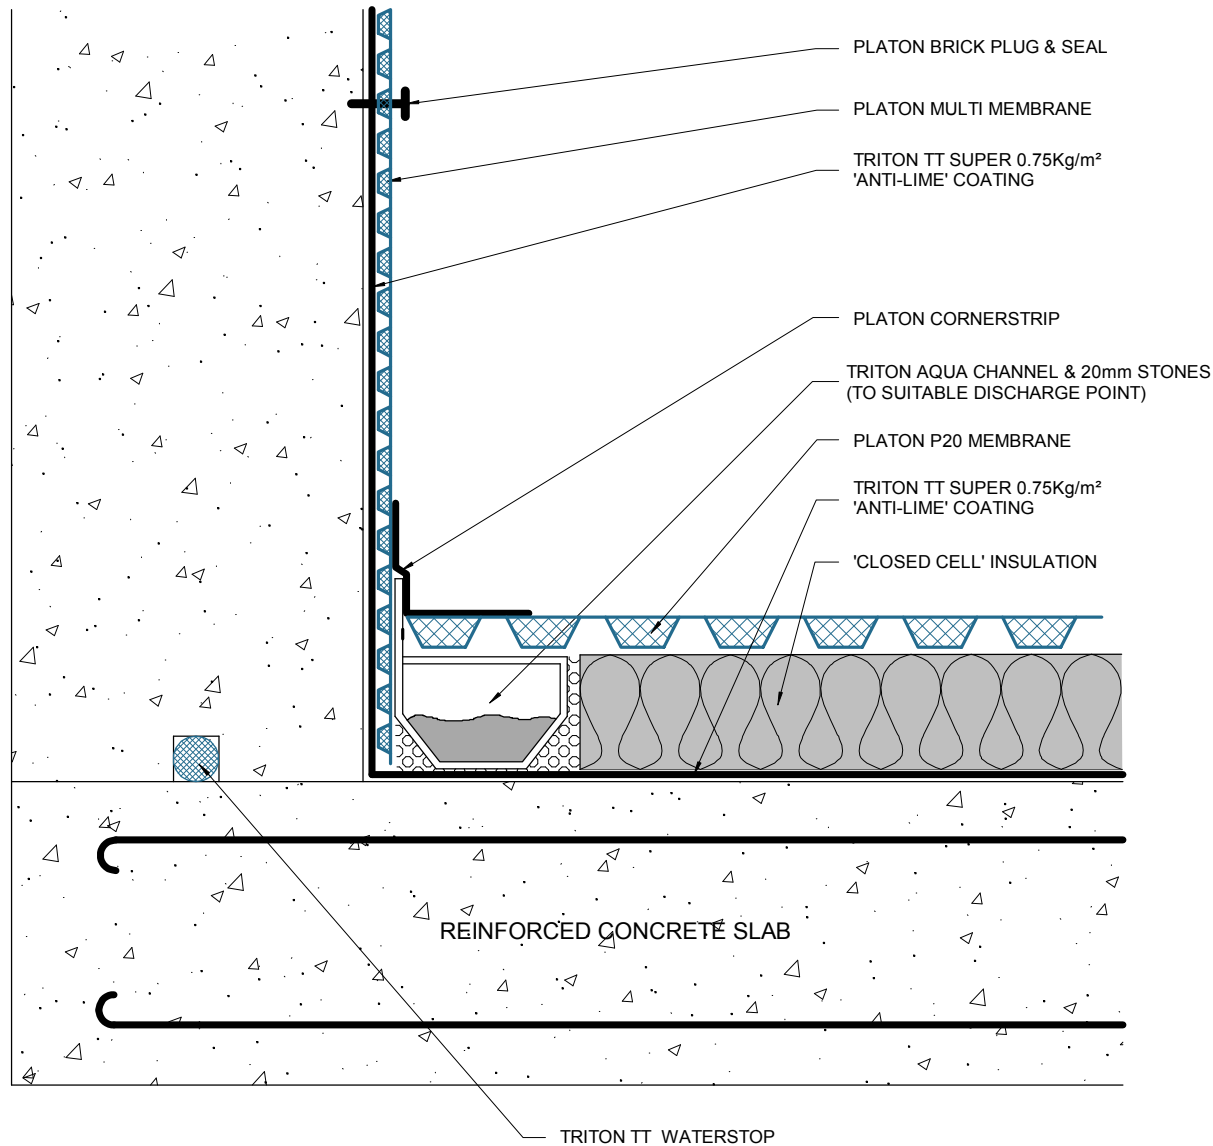 PLATON BRICK PLUG & SEAL
PLATON MULTI MEMBRANE
TRITON TT SUPER 0.75Kg/m²
'ANTI-LIME' COATING
PLATON CORNERSTRIP
TRITON AQUA CHANNEL & 20mm STONES
(TO SUITABLE DISCHARGE POINT)
PLATON P20 MEMBRANE
TRITON TT SUPER 0.75Kg/m²
'ANTI-LIME' COATING
'CLOSED CELL' INSULATION
REINFORCED CONCRETE SLAB
TRITON TT WATERSTOP